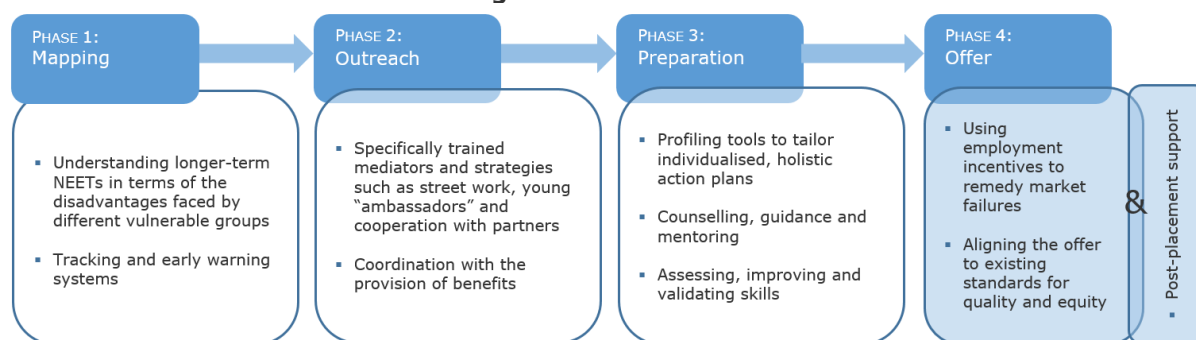 PHASE 1:
Mapping
▪ Understanding longer-term
NEETs in terms of the
disadvantages faced by
different vulnerable groups
▪ Tracking and early warning
systems
PHASE 2:
Outreach
▪ Specifically trained
mediators and strategies
such as street work, young
“ambassadors” and
cooperation with partners
▪ Coordination with the
provision of benefits
PHASE 3:
Preparation
▪ Profiling tools to tailor
individualised, holistic
action plans
▪ Counselling, guidance and
mentoring
▪ Assessing, improving and
validating skills
PHASE 4:
Offer
▪ Using
employment
incentives to
remedy market
failures
▪ Aligning the offer
to existing
standards for
quality and equity
&
▪ Post-placement support